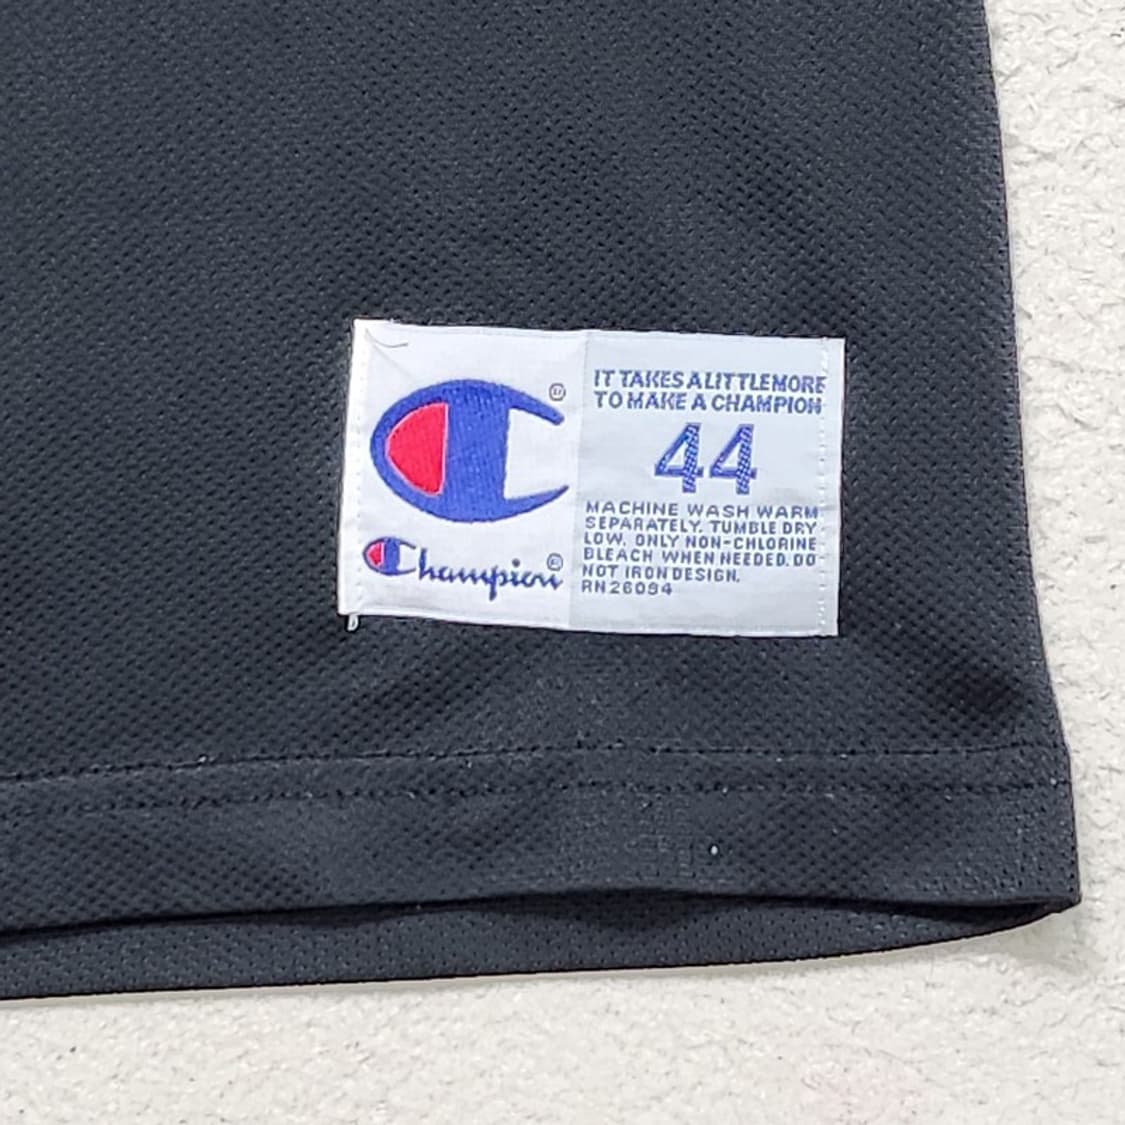 IT TAKES A LITTLE MORE
TO MAKE A CHAMPION
44
MACHINE WASH WARM
SEPARATELY. TUMBLE DRY
LOW. ONLY NON-CHLORINE
BLEACH WHEN NEEDED. DO
NOT IRON DESIGN.
RN26094
Champion®